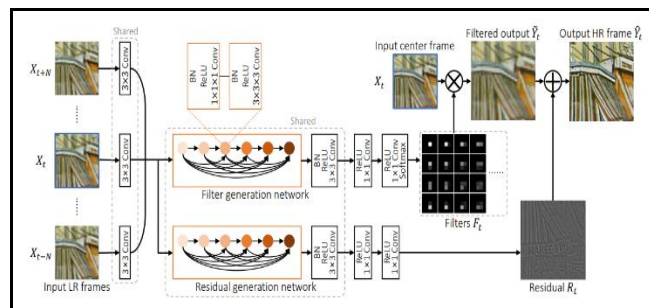 X_{t+N}
3×3 Conv
X_t
3×3 Conv
X_{t-N}
3×3 Conv
Input LR frames
Shared
BN
ReLU
1×1×1 Conv
BN
ReLU
3×3×3 Conv
Shared
Filter generation network
Residual generation network
BN
ReLU
3×3 Conv
ReLU
1×1 Conv
ReLU
1×1 Conv
Softmax
BN
ReLU
3×3 Conv
ReLU
1×1 Conv
ReLU
1×1 Conv
Input center frame
X_t
Filtered output Ỹ_t
Output HR frame Ŷ_t
......
Filters F_t
Residual R_t